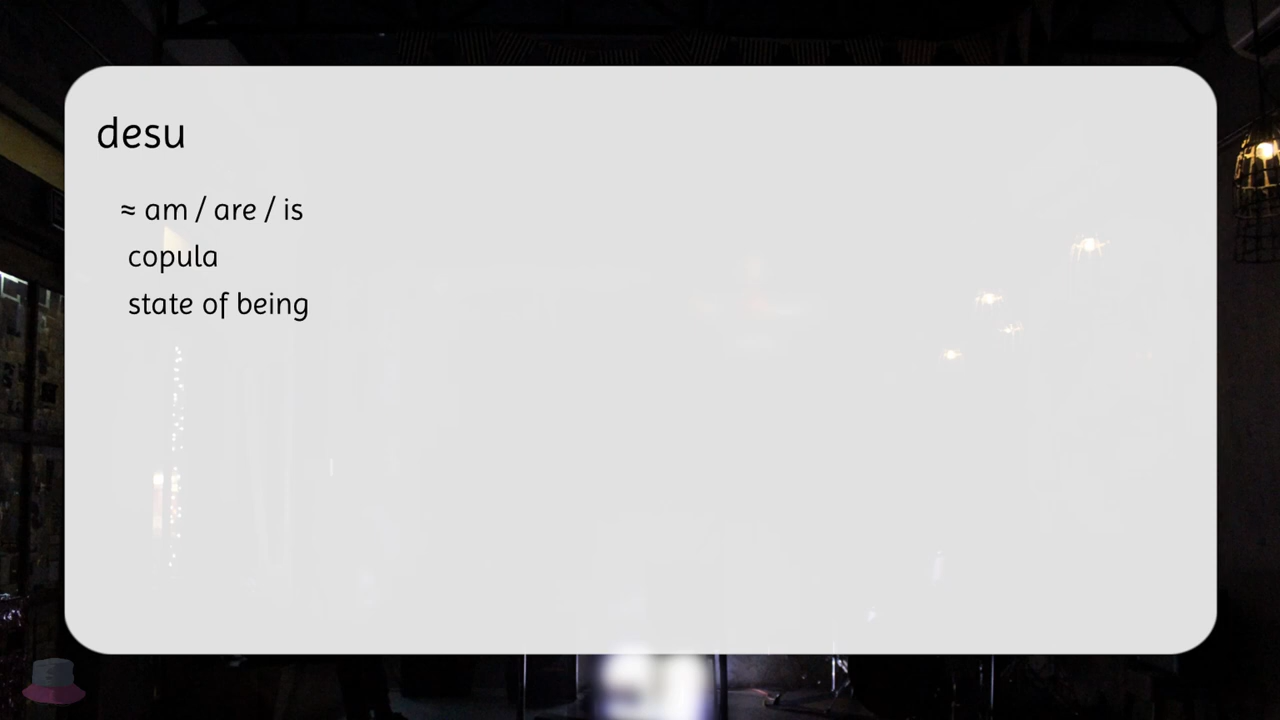 desu
≈ am / are / is
copula
state of being